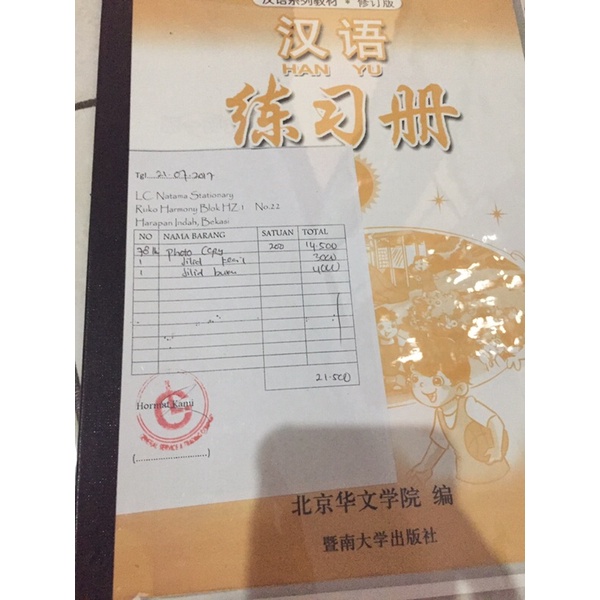 汉语系列教材·修订版
汉语
HAN YU
练习册
Tgl. 21-07-2017
LC Natama Stationary
Ruko Harmony Blok HZ 1 No.22
Harapan Indah, Bekasi
NO NAMA BARANG SATUAN TOTAL
Photo Copy 200 14.500
1 Jilid 3000
1 Jilid 4000
21.500
Hormat Kami
(........................)
北京华文学院 编
暨南大学出版社